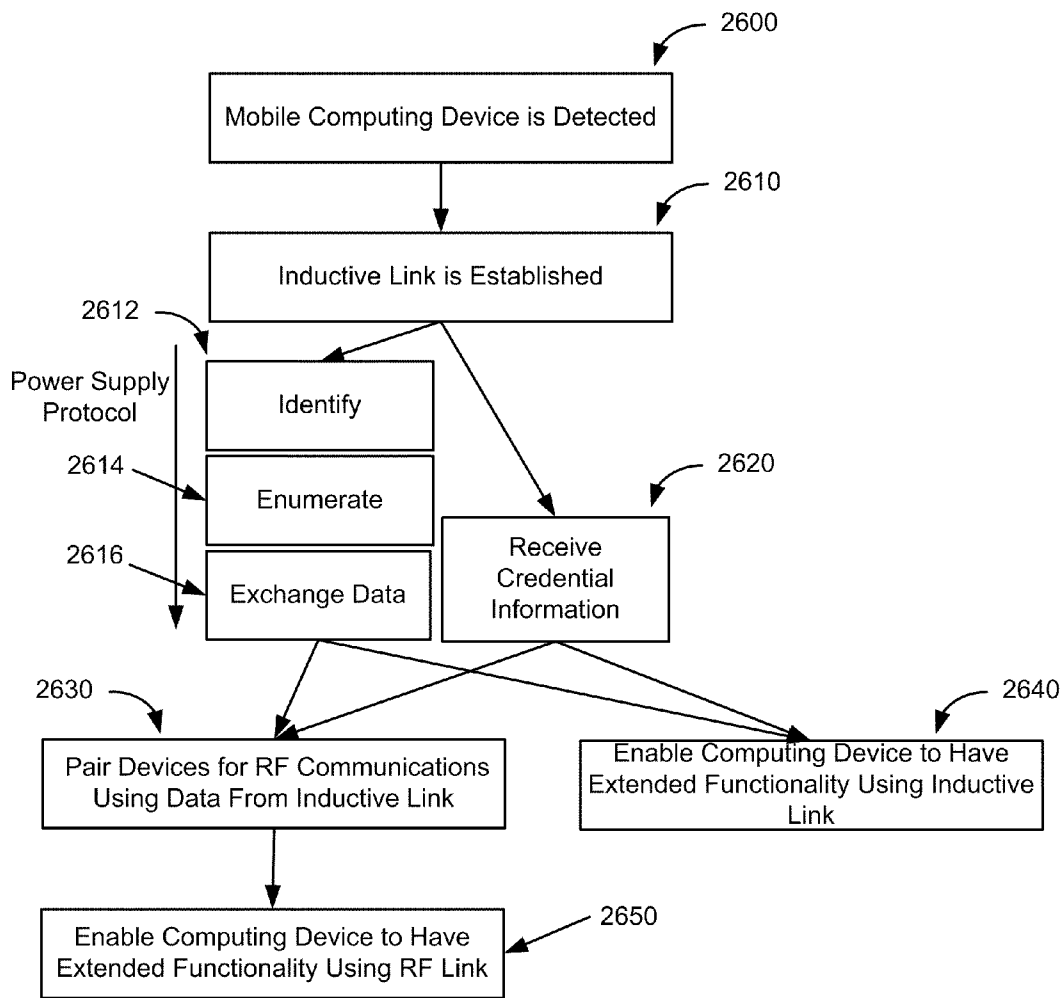 2600
Mobile Computing Device is Detected
2610
Inductive Link is Established
2612
Power Supply
Protocol
Identify
2614
Enumerate
2620
2616
Exchange Data
Receive
Credential
Information
2630
2640
Pair Devices for RF Communications
Using Data From Inductive Link
Enable Computing Device to Have
Extended Functionality Using Inductive
Link
2650
Enable Computing Device to Have
Extended Functionality Using RF Link